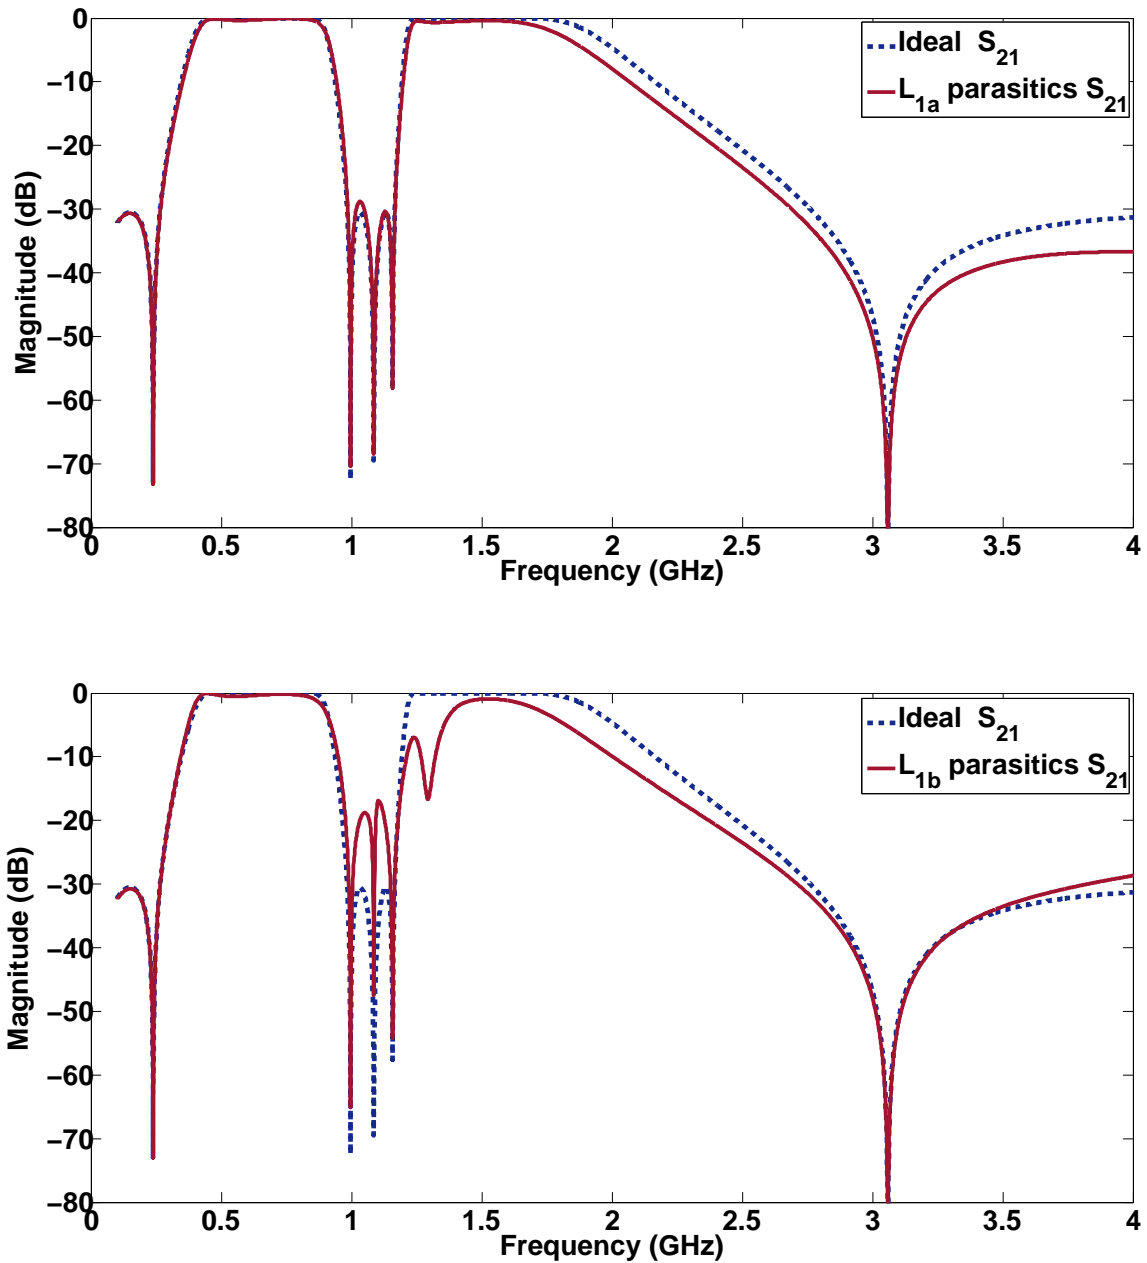 0
−10
−20
−30
−40
−50
−60
−70
−80
Magnitude (dB)
Ideal S21
L1a parasitics S21
0 0.5 1 1.5 2 2.5 3 3.5 4
Frequency (GHz)
0
−10
−20
−30
−40
−50
−60
−70
−80
Magnitude (dB)
Ideal S21
L1b parasitics S21
0 0.5 1 1.5 2 2.5 3 3.5 4
Frequency (GHz)